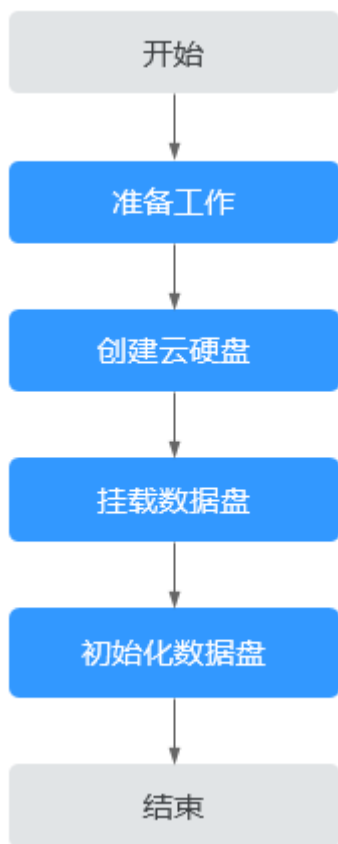 开始
准备工作
创建云硬盘
挂载数据盘
初始化数据盘
结束